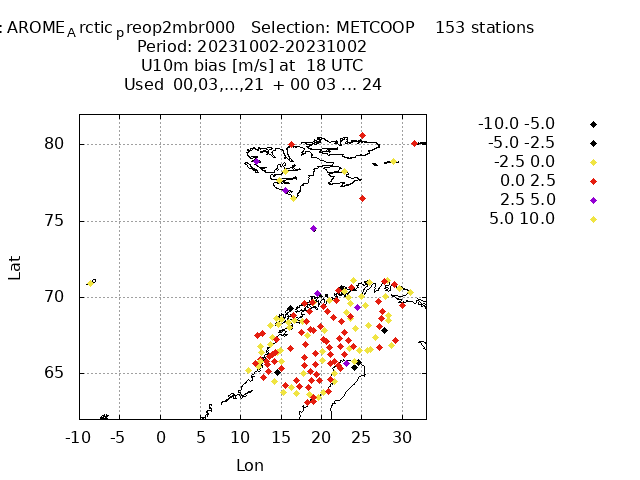 : AROME_Arctic_preop2mbr000   Selection: METCOOP    153 stations
Period: 20231002-20231002
U10m bias [m/s] at  18 UTC
Used  00,03,...,21  + 00 03 ... 24
-10.0 -5.0
-5.0 -2.5
-2.5 0.0
0.0 2.5
2.5 5.0
5.0 10.0
80
75
70
65
Lat
-10 -5 0 5 10 15 20 25 30
Lon